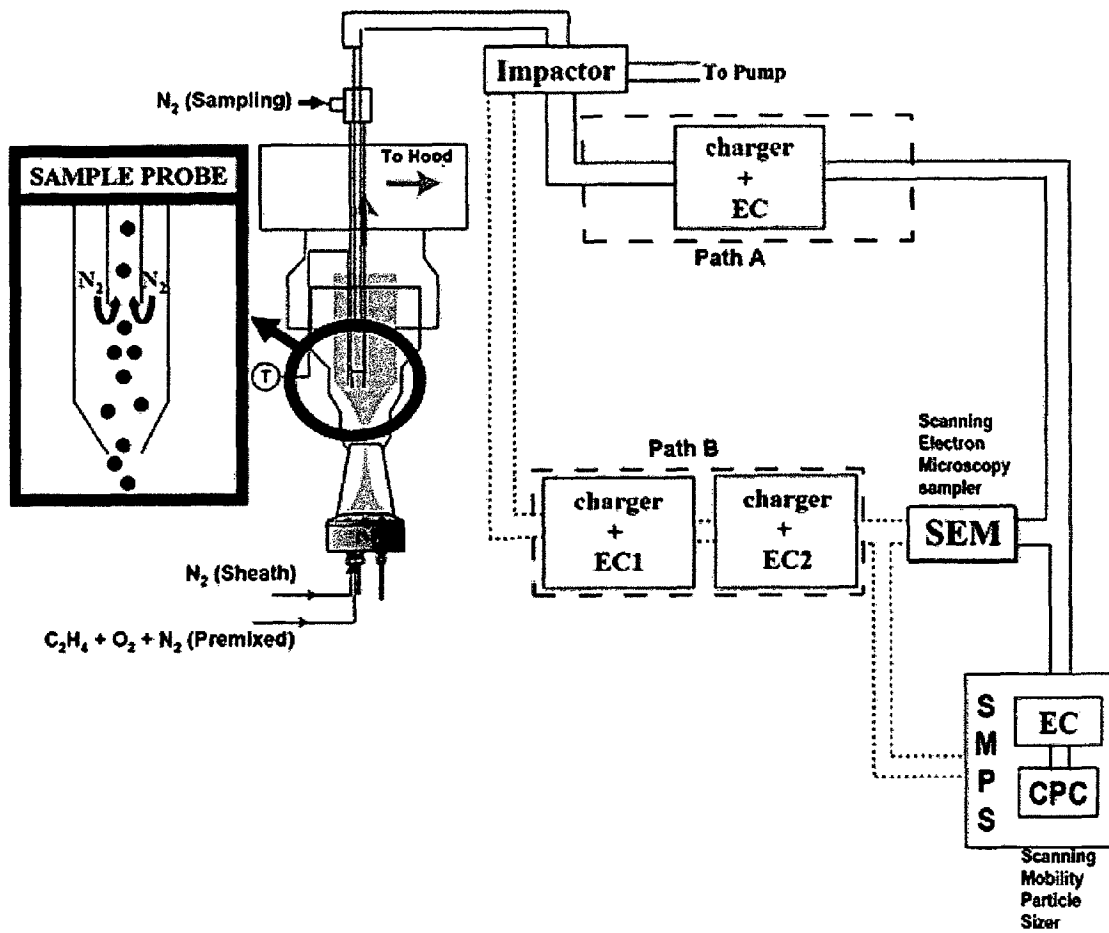 Impactor
To Pump
N₂ (Sampling)
To Hood
SAMPLE PROBE
N₂
N₂
charger
+
EC
Path A
T
Path B
charger
+
EC1
charger
+
EC2
Scanning
Electron
Microscopy
sampler
SEM
N₂ (Sheath)
C₂H₄ + O₂ + N₂ (Premixed)
S
M
P
S
EC
CPC
Scanning
Mobility
Particle
Sizer